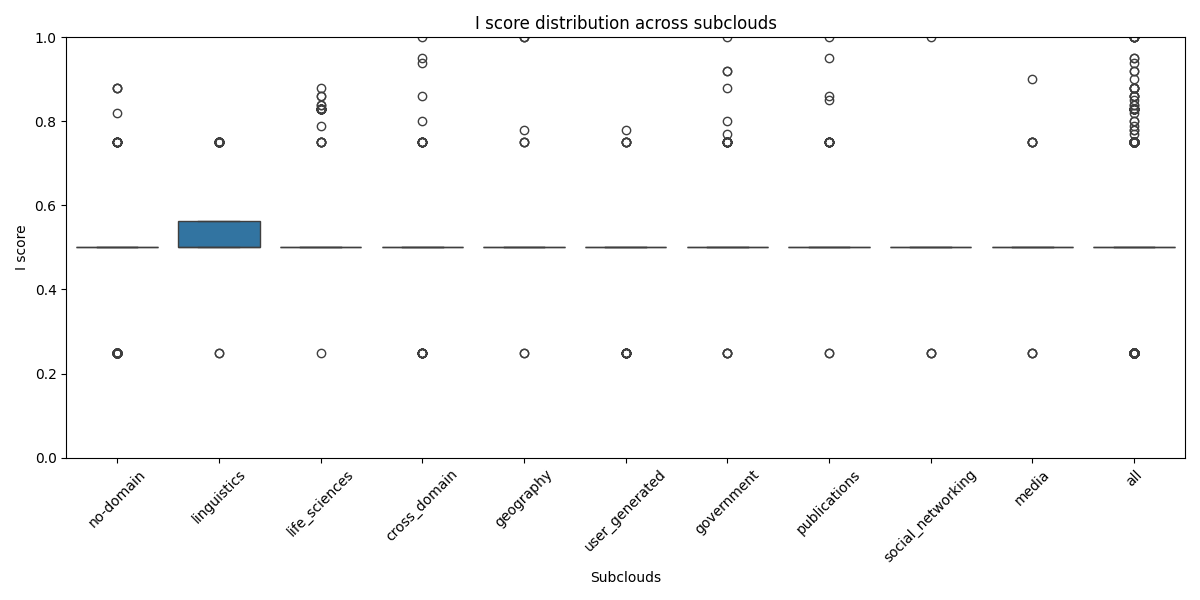 I score distribution across subclouds
I score
1.0
0.8
0.6
0.4
0.2
0.0
no-domain
linguistics
life_sciences
cross_domain
geography
user_generated
government
publications
social_networking
media
all
Subclouds